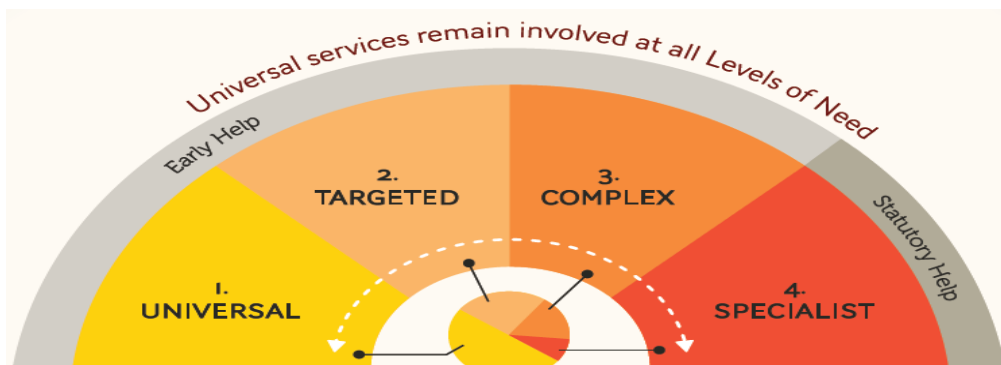 Universal services remain involved at all Levels of Need
Early Help
2.
TARGETED
3.
COMPLEX
Statutory Help
1.
UNIVERSAL
4.
SPECIALIST